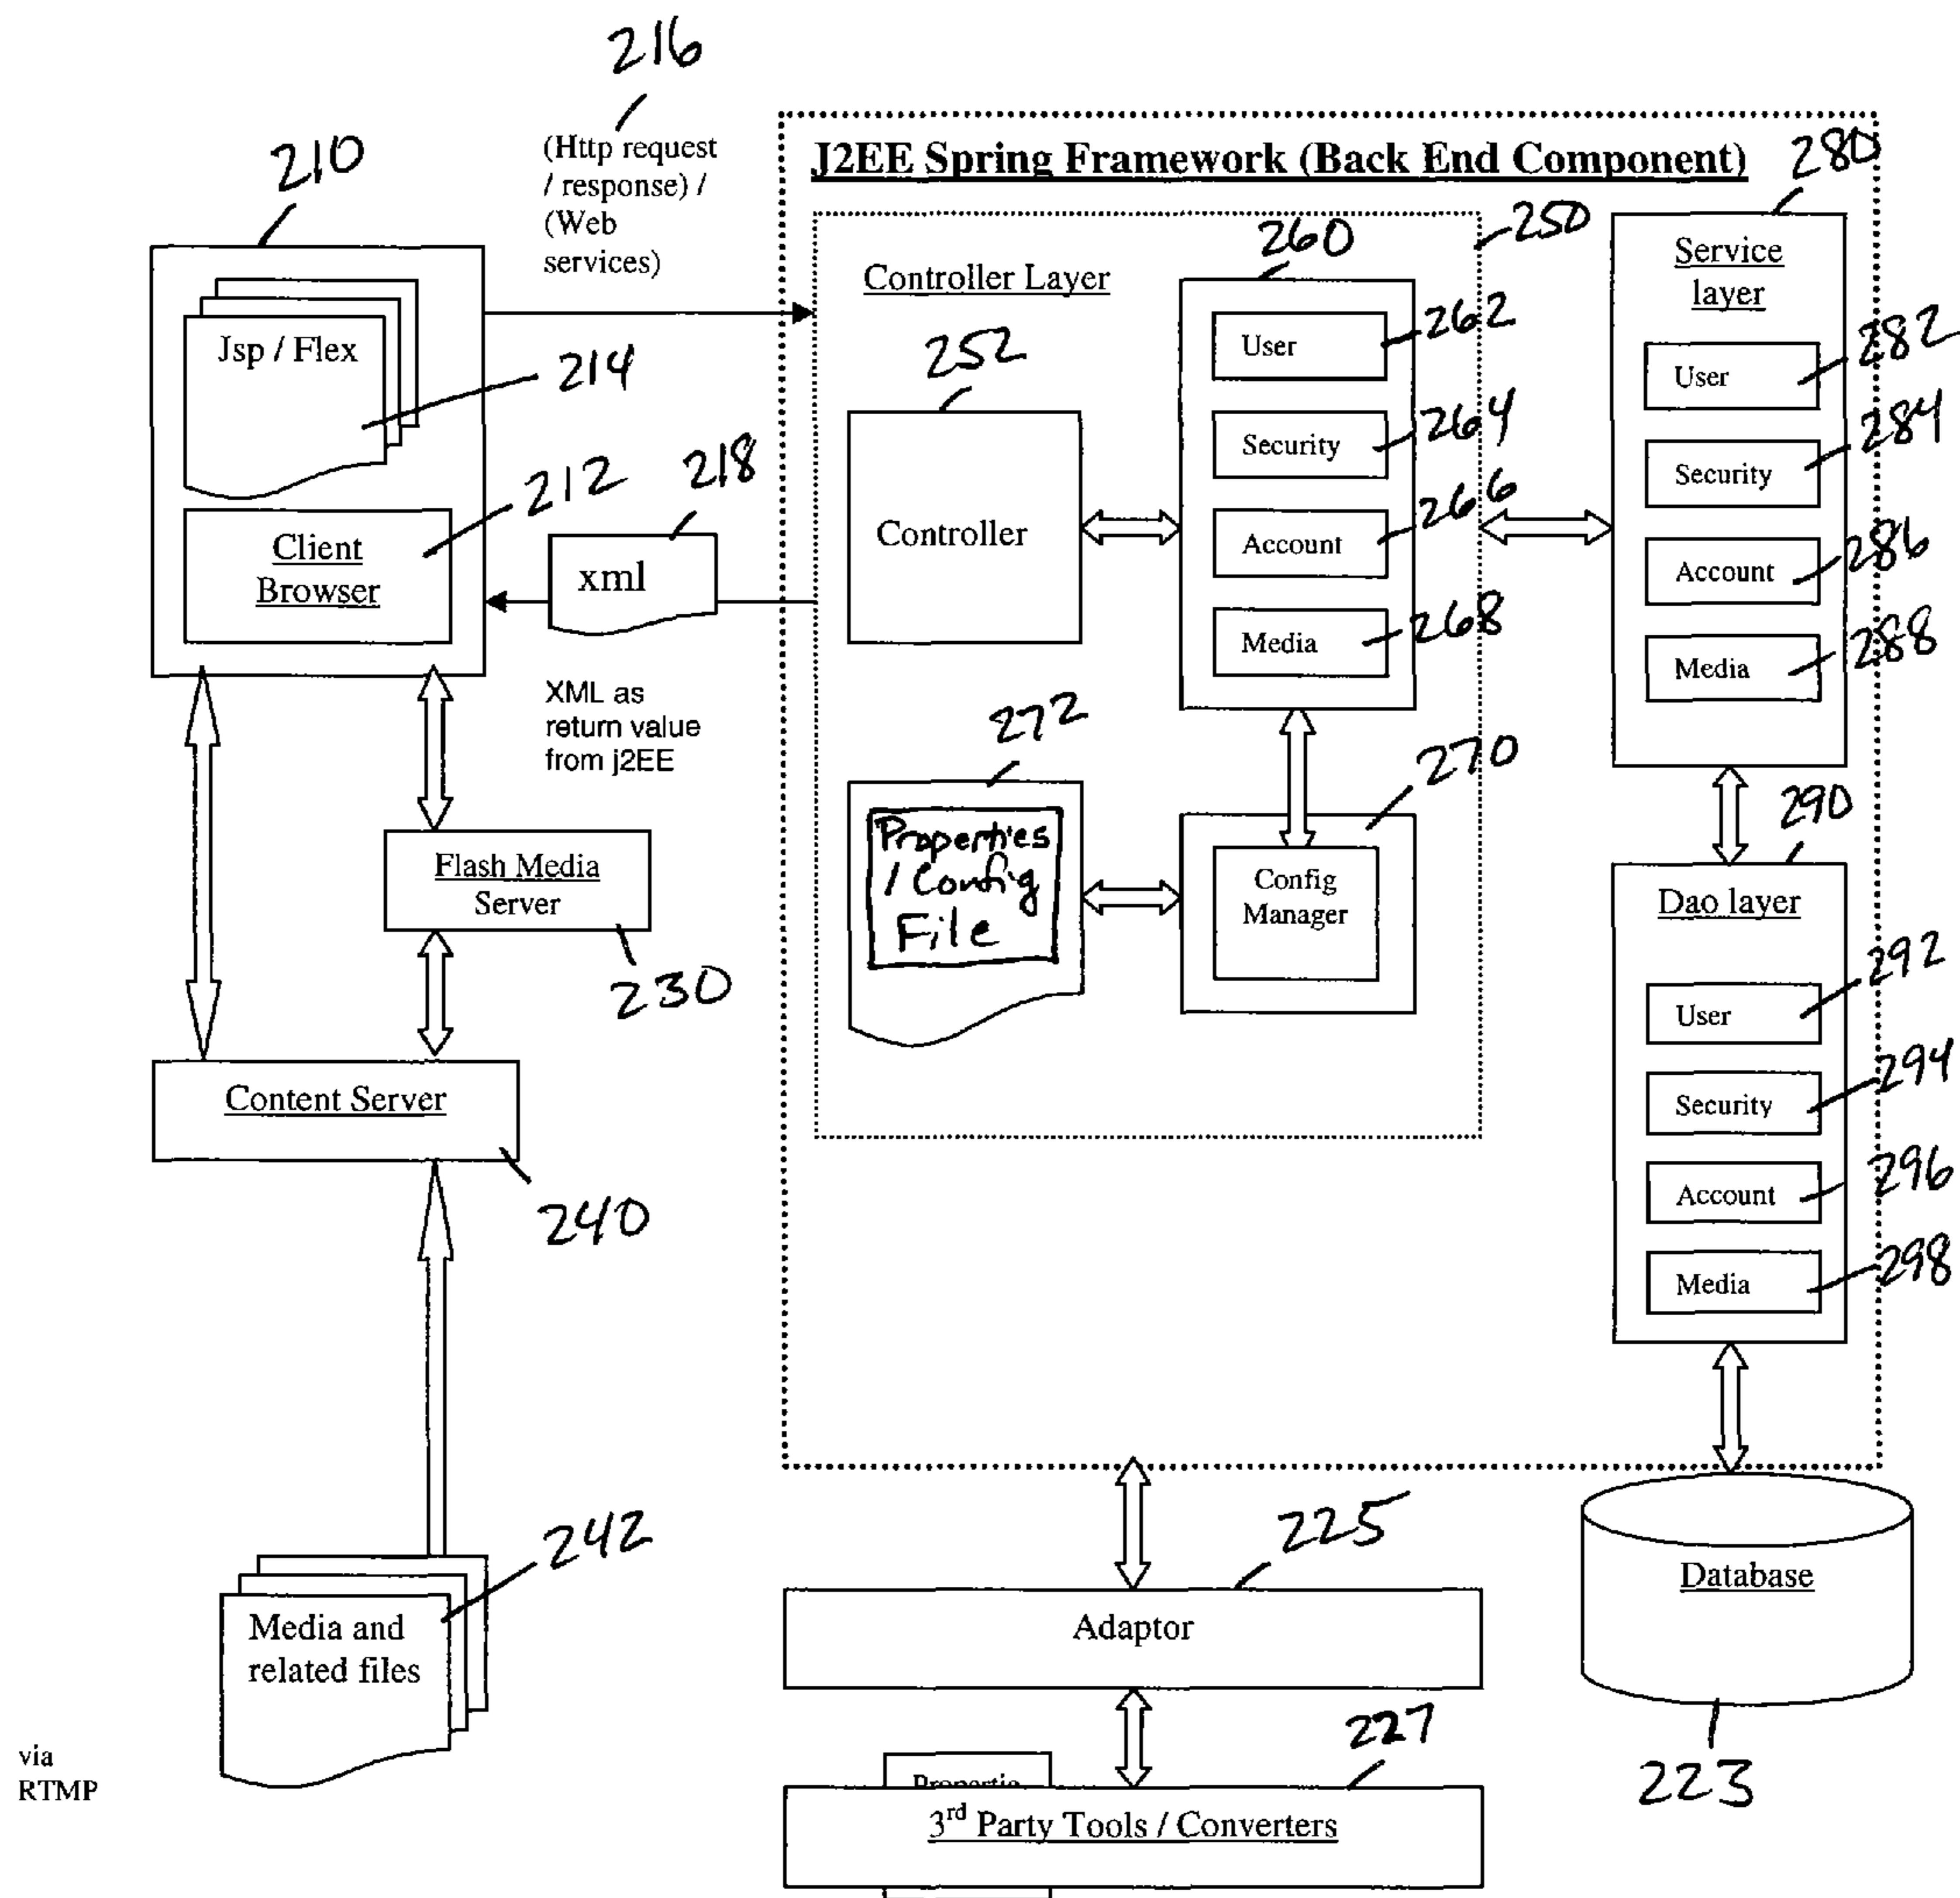 216
210
(Http request
/ response) /
(Web
services)
J2EE Spring Framework (Back End Component)
280
250
260
Controller Layer
Service
layer
Jsp / Flex
214
User
262
252
Security
264
User
282
212
218
Account
266
Security
284
Client
Browser
xml
Controller
Media
268
Account
286
Media
288
XML as
return value
from j2EE
272
270
290
Properties
/ Config
File
Config
Manager
Dao layer
Flash Media
Server
230
User
292
Content Server
240
Security
294
Account
296
Media
298
242
225
Media and
related files
Adaptor
Database
223
227
via
RTMP
Propertie
3rd Party Tools / Converters